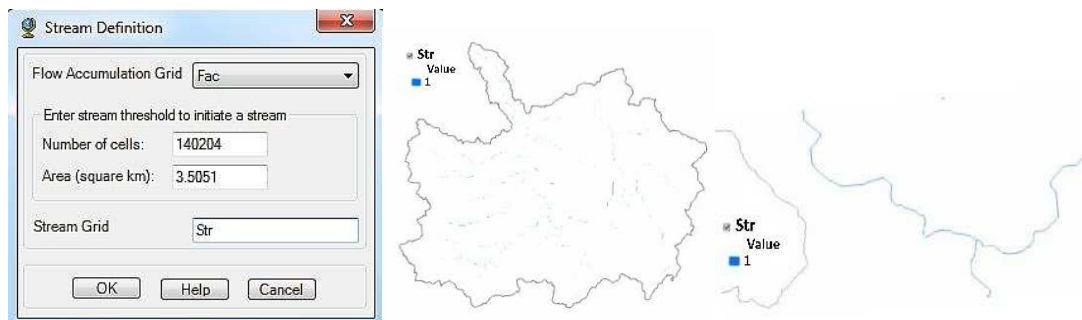 Stream Definition
Flow Accumulation Grid Fac
Enter stream threshold to initiate a stream
Number of cells: 140204
Area (square km): 3.5051
Stream Grid Str
OK Help Cancel
Str
Value
1
Str
Value
1